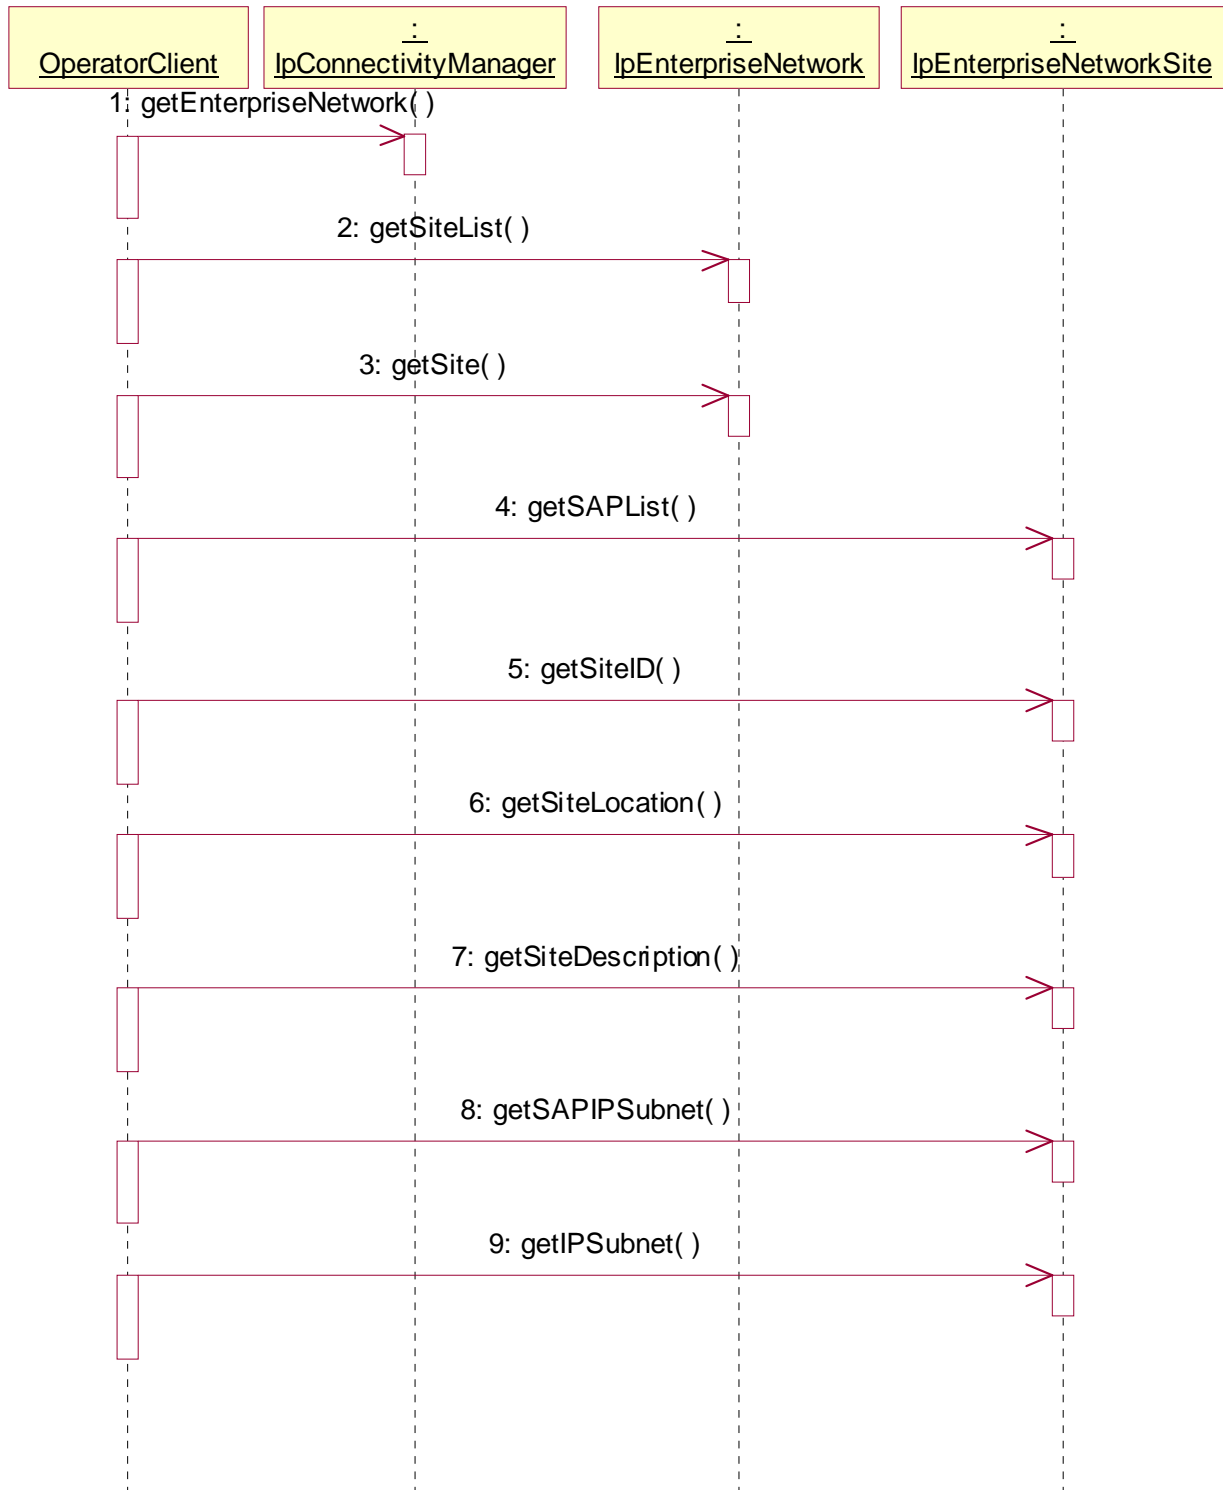 : : :
OperatorClient IpConnectivityManager IpEnterpriseNetwork IpEnterpriseNetworkSite
1: getEnterpriseNetwork( )
2: getSiteList( )
3: getSite( )
4: getSAPList( )
5: getSiteID( )
6: getSiteLocation( )
7: getSiteDescription( )
8: getSAPIPSubnet( )
9: getIPSubnet( )